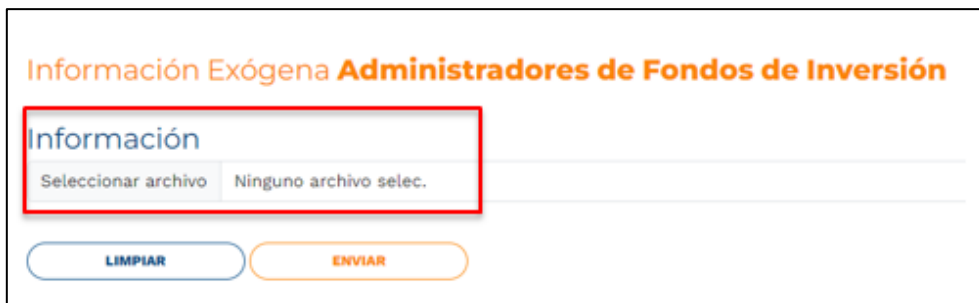 Información Exógena Administradores de Fondos de Inversión
Información
Seleccionar archivo Ninguno archivo selec.
LIMPIAR ENVIAR